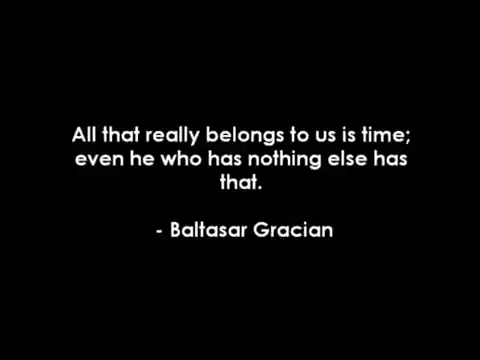 All that really belongs to us is time;
even he who has nothing else has
that.
- Baltasar Gracian